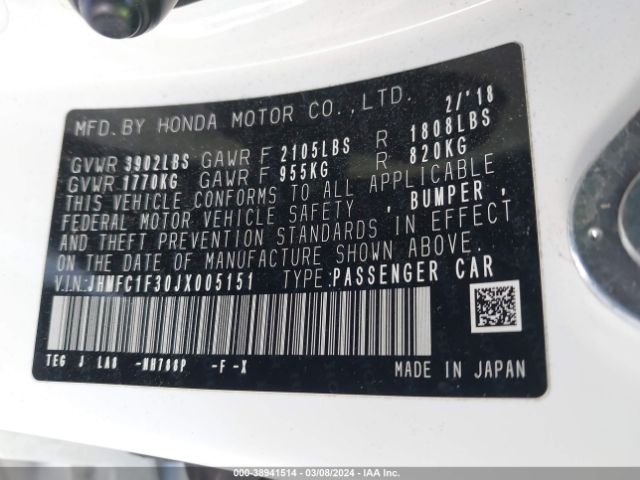 MFD.BY HONDA MOTOR CO.,LTD. 2/'18
GVWR 3902LBS GAWR F 2105LBS R 1808LBS
GVWR 1770KG GAWR F 955KG R 820KG
THIS VEHICLE CONFORMS TO ALL APPLICABLE
FEDERAL MOTOR VEHICLE SAFETY , BUMPER ,
AND THEFT PREVENTION STANDARDS IN EFFECT
ON THE DATE OF MANUFACTURE SHOWN ABOVE.
V.I.N:JHMFC1F30JX005151 TYPE:PASSENGER CAR
TEG J LA8 -NH788P -F -X MADE IN JAPAN
000-38941514 - 03/08/2024 - IAA Inc.